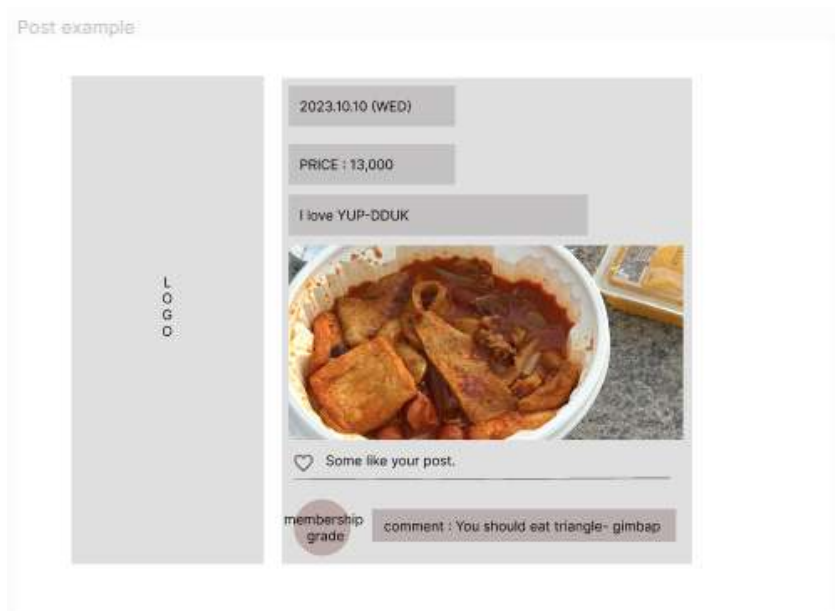 Post example
2023.10.10 (WED)
PRICE : 13,000
I love YUP-DDUK
L
O
G
O
Some like your post.
membership
grade
comment : You should eat triangle- gimbap